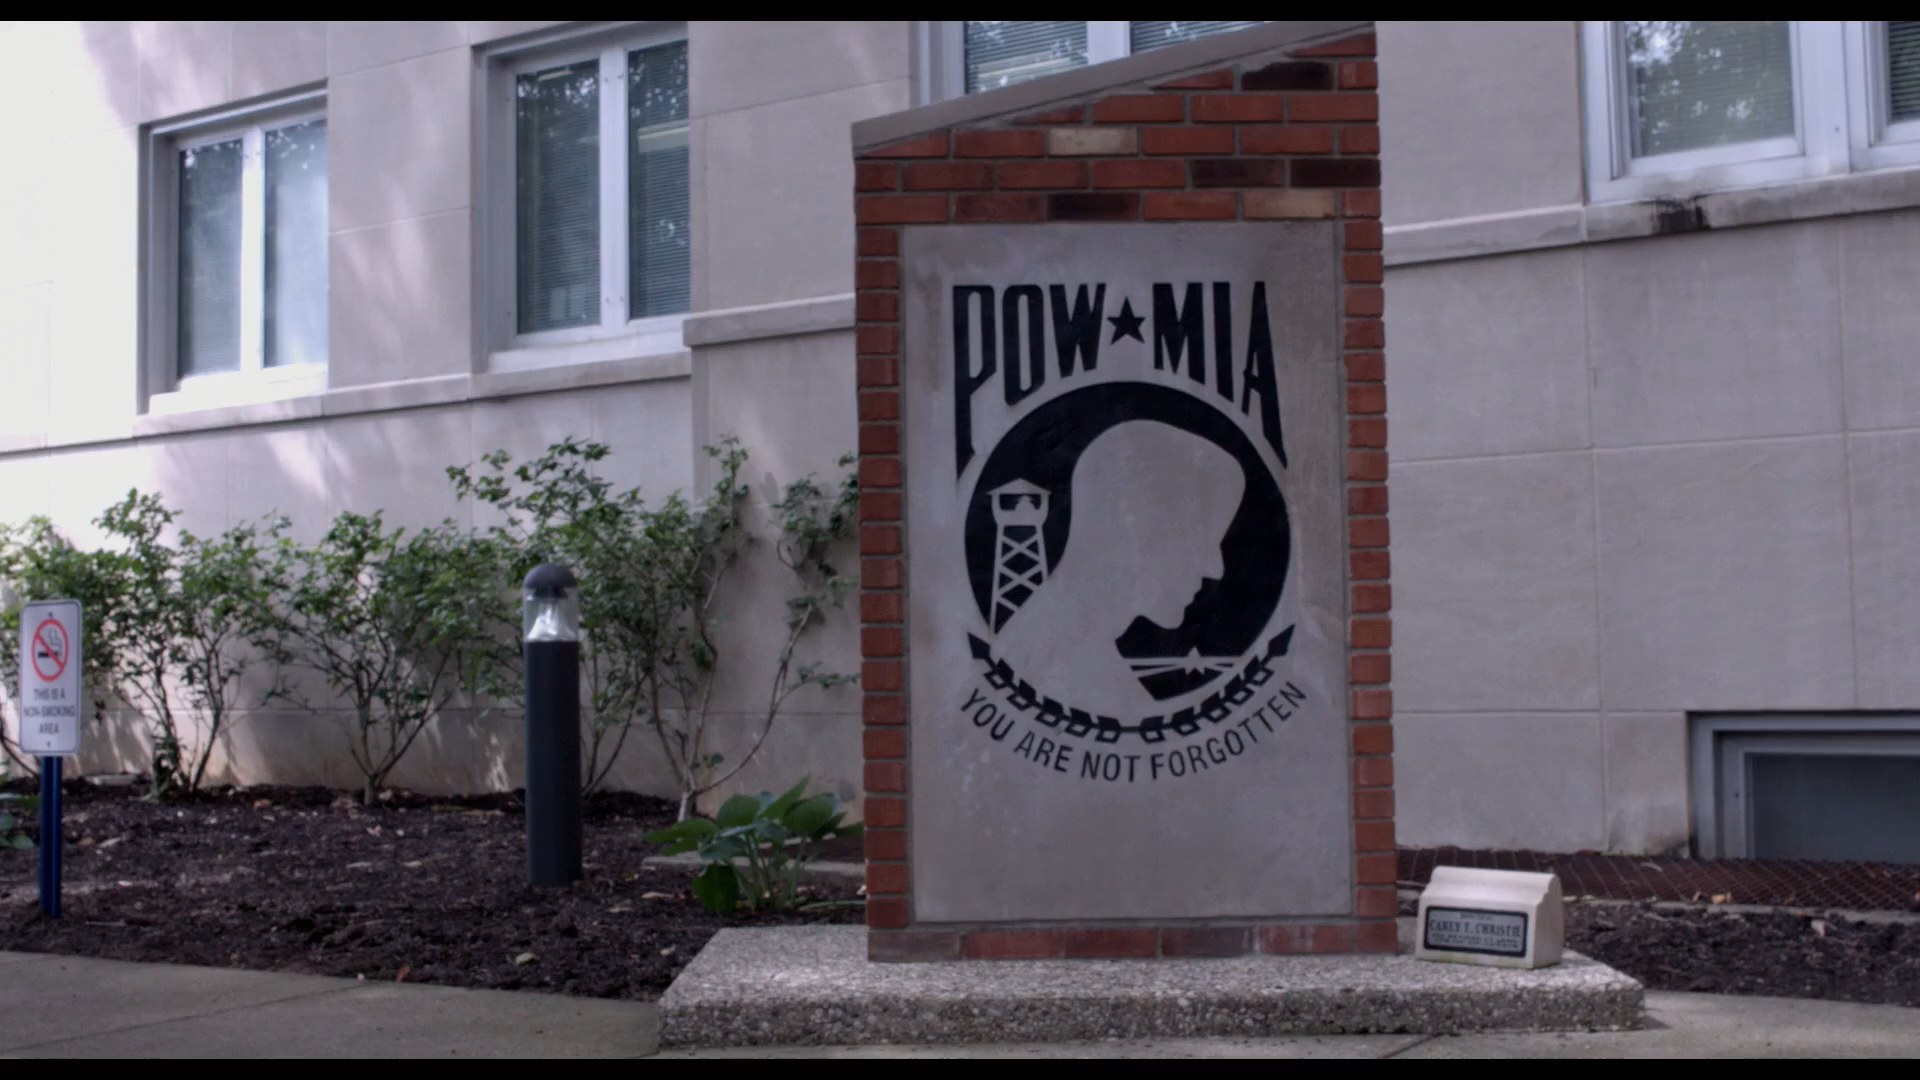 POW★MIA
YOU ARE NOT FORGOTTEN
THIS IS A
NON-SMOKING
AREA
CAREY T. CHRISTIE